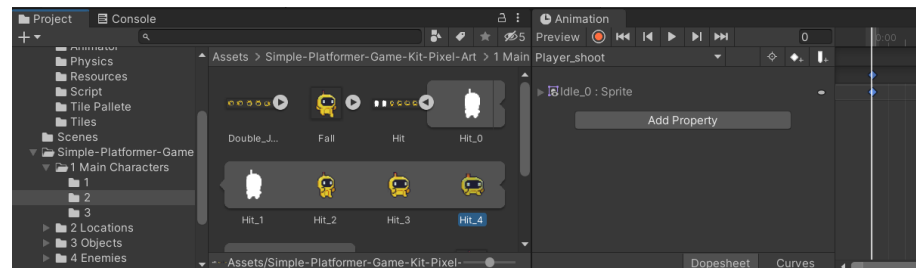 Project Console
5
Animator
Physics
Resources
Script
Tile Pallete
Tiles
Scenes
Simple-Platformer-Game
1 Main Characters
1
2
3
2 Locations
3 Objects
4 Enemies
Assets > Simple-Platformer-Game-Kit-Pixel-Art > 1 Main
Double_J... Fall Hit Hit_0
Hit_1 Hit_2 Hit_3 Hit_4
Assets/Simple-Platformer-Game-Kit-Pixel-
Animation
Preview 0 0:00
Player_shoot
Idle_0 : Sprite
Add Property
Dopesheet Curves